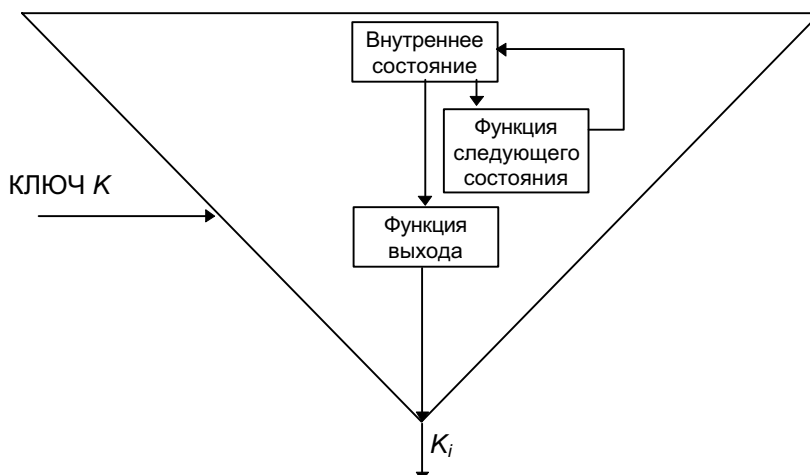 Внутреннее
состояние
Функция
следующего
состояния
КЛЮЧ K
Функция
выхода
Ki